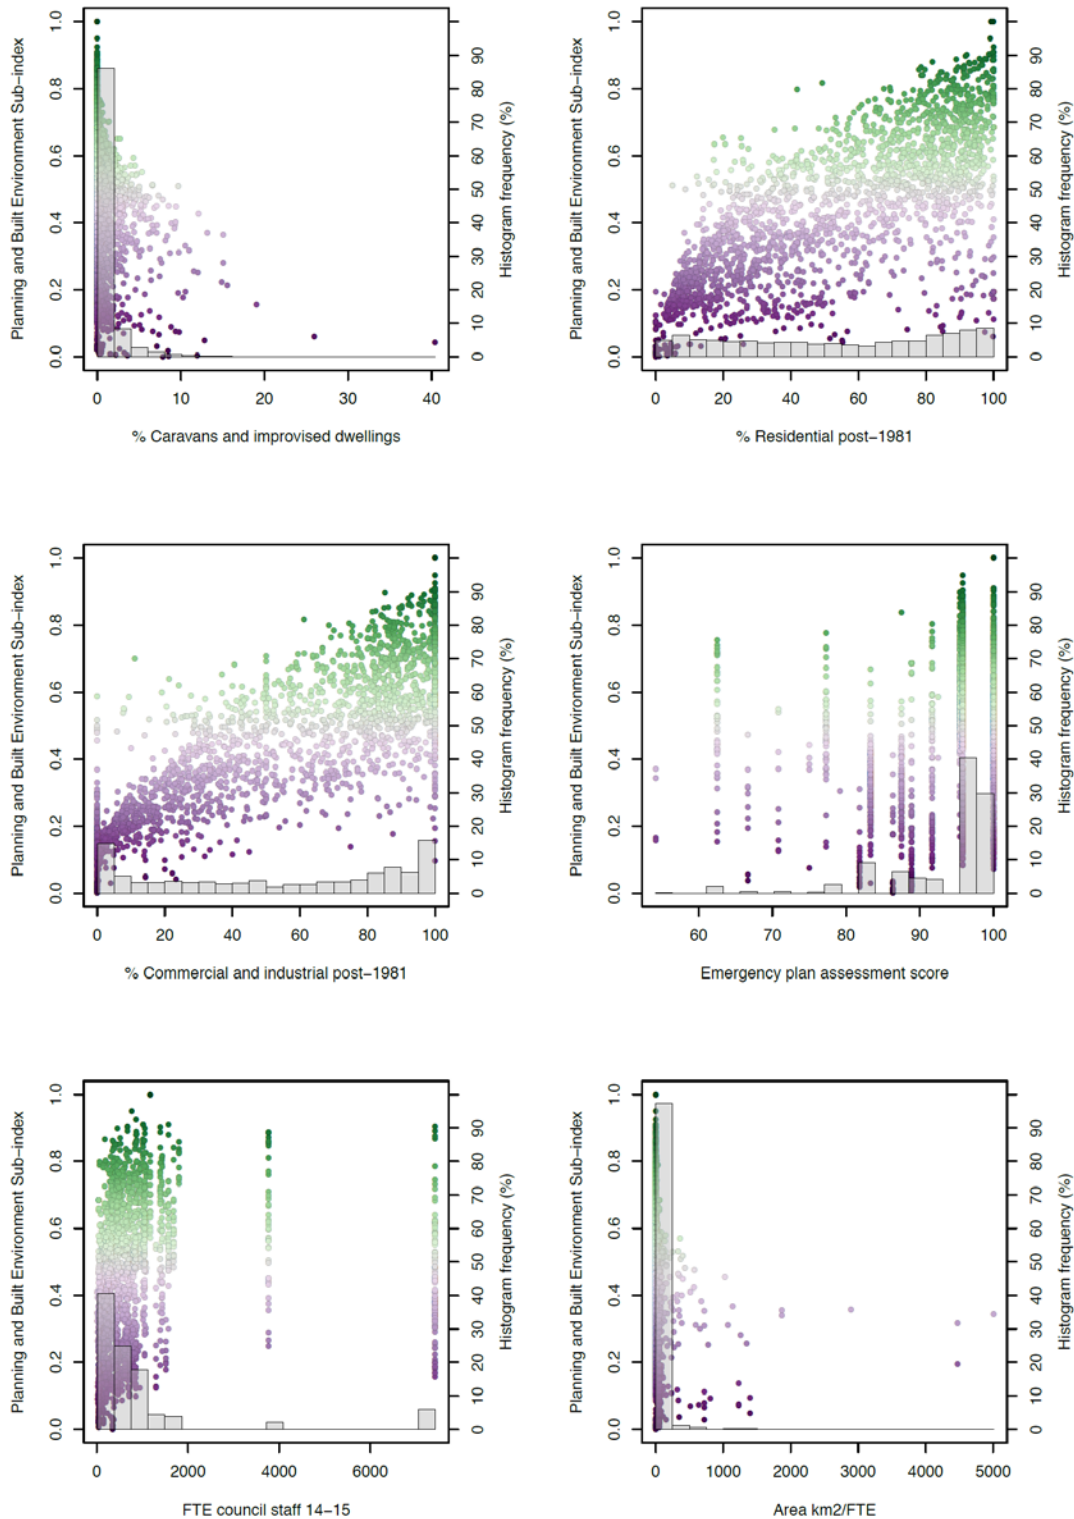 Planning and Built Environment Sub−index
0.0 0.2 0.4 0.6 0.8 1.0
0 10 20 30 40 50 60 70 80 90
Histogram frequency (%)
0 10 20 30 40
% Caravans and improvised dwellings
Planning and Built Environment Sub−index
0.0 0.2 0.4 0.6 0.8 1.0
0 10 20 30 40 50 60 70 80 90
Histogram frequency (%)
0 20 40 60 80 100
% Residential post−1981
Planning and Built Environment Sub−index
0.0 0.2 0.4 0.6 0.8 1.0
0 10 20 30 40 50 60 70 80 90
Histogram frequency (%)
0 20 40 60 80 100
% Commercial and industrial post−1981
Planning and Built Environment Sub−index
0.0 0.2 0.4 0.6 0.8 1.0
0 10 20 30 40 50 60 70 80 90
Histogram frequency (%)
60 70 80 90 100
Emergency plan assessment score
Planning and Built Environment Sub−index
0.0 0.2 0.4 0.6 0.8 1.0
0 10 20 30 40 50 60 70 80 90
Histogram frequency (%)
0 2000 4000 6000
FTE council staff 14−15
Planning and Built Environment Sub−index
0.0 0.2 0.4 0.6 0.8 1.0
0 10 20 30 40 50 60 70 80 90
Histogram frequency (%)
0 1000 2000 3000 4000 5000
Area km2/FTE